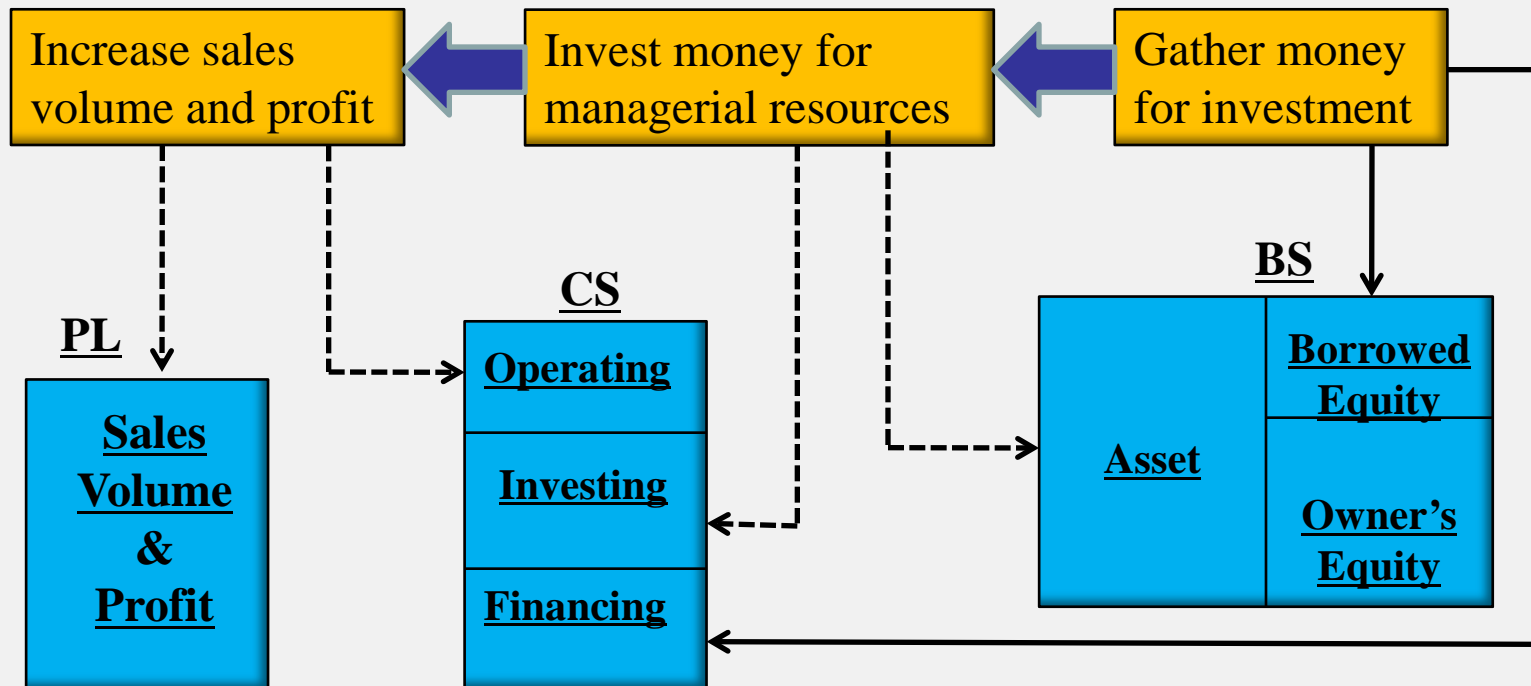 Increase sales
volume and profit
Invest money for
managerial resources
Gather money
for investment
PL
Sales
Volume
&
Profit
CS
Operating
Investing
Financing
BS
Asset
Borrowed
Equity
Owner’s
Equity